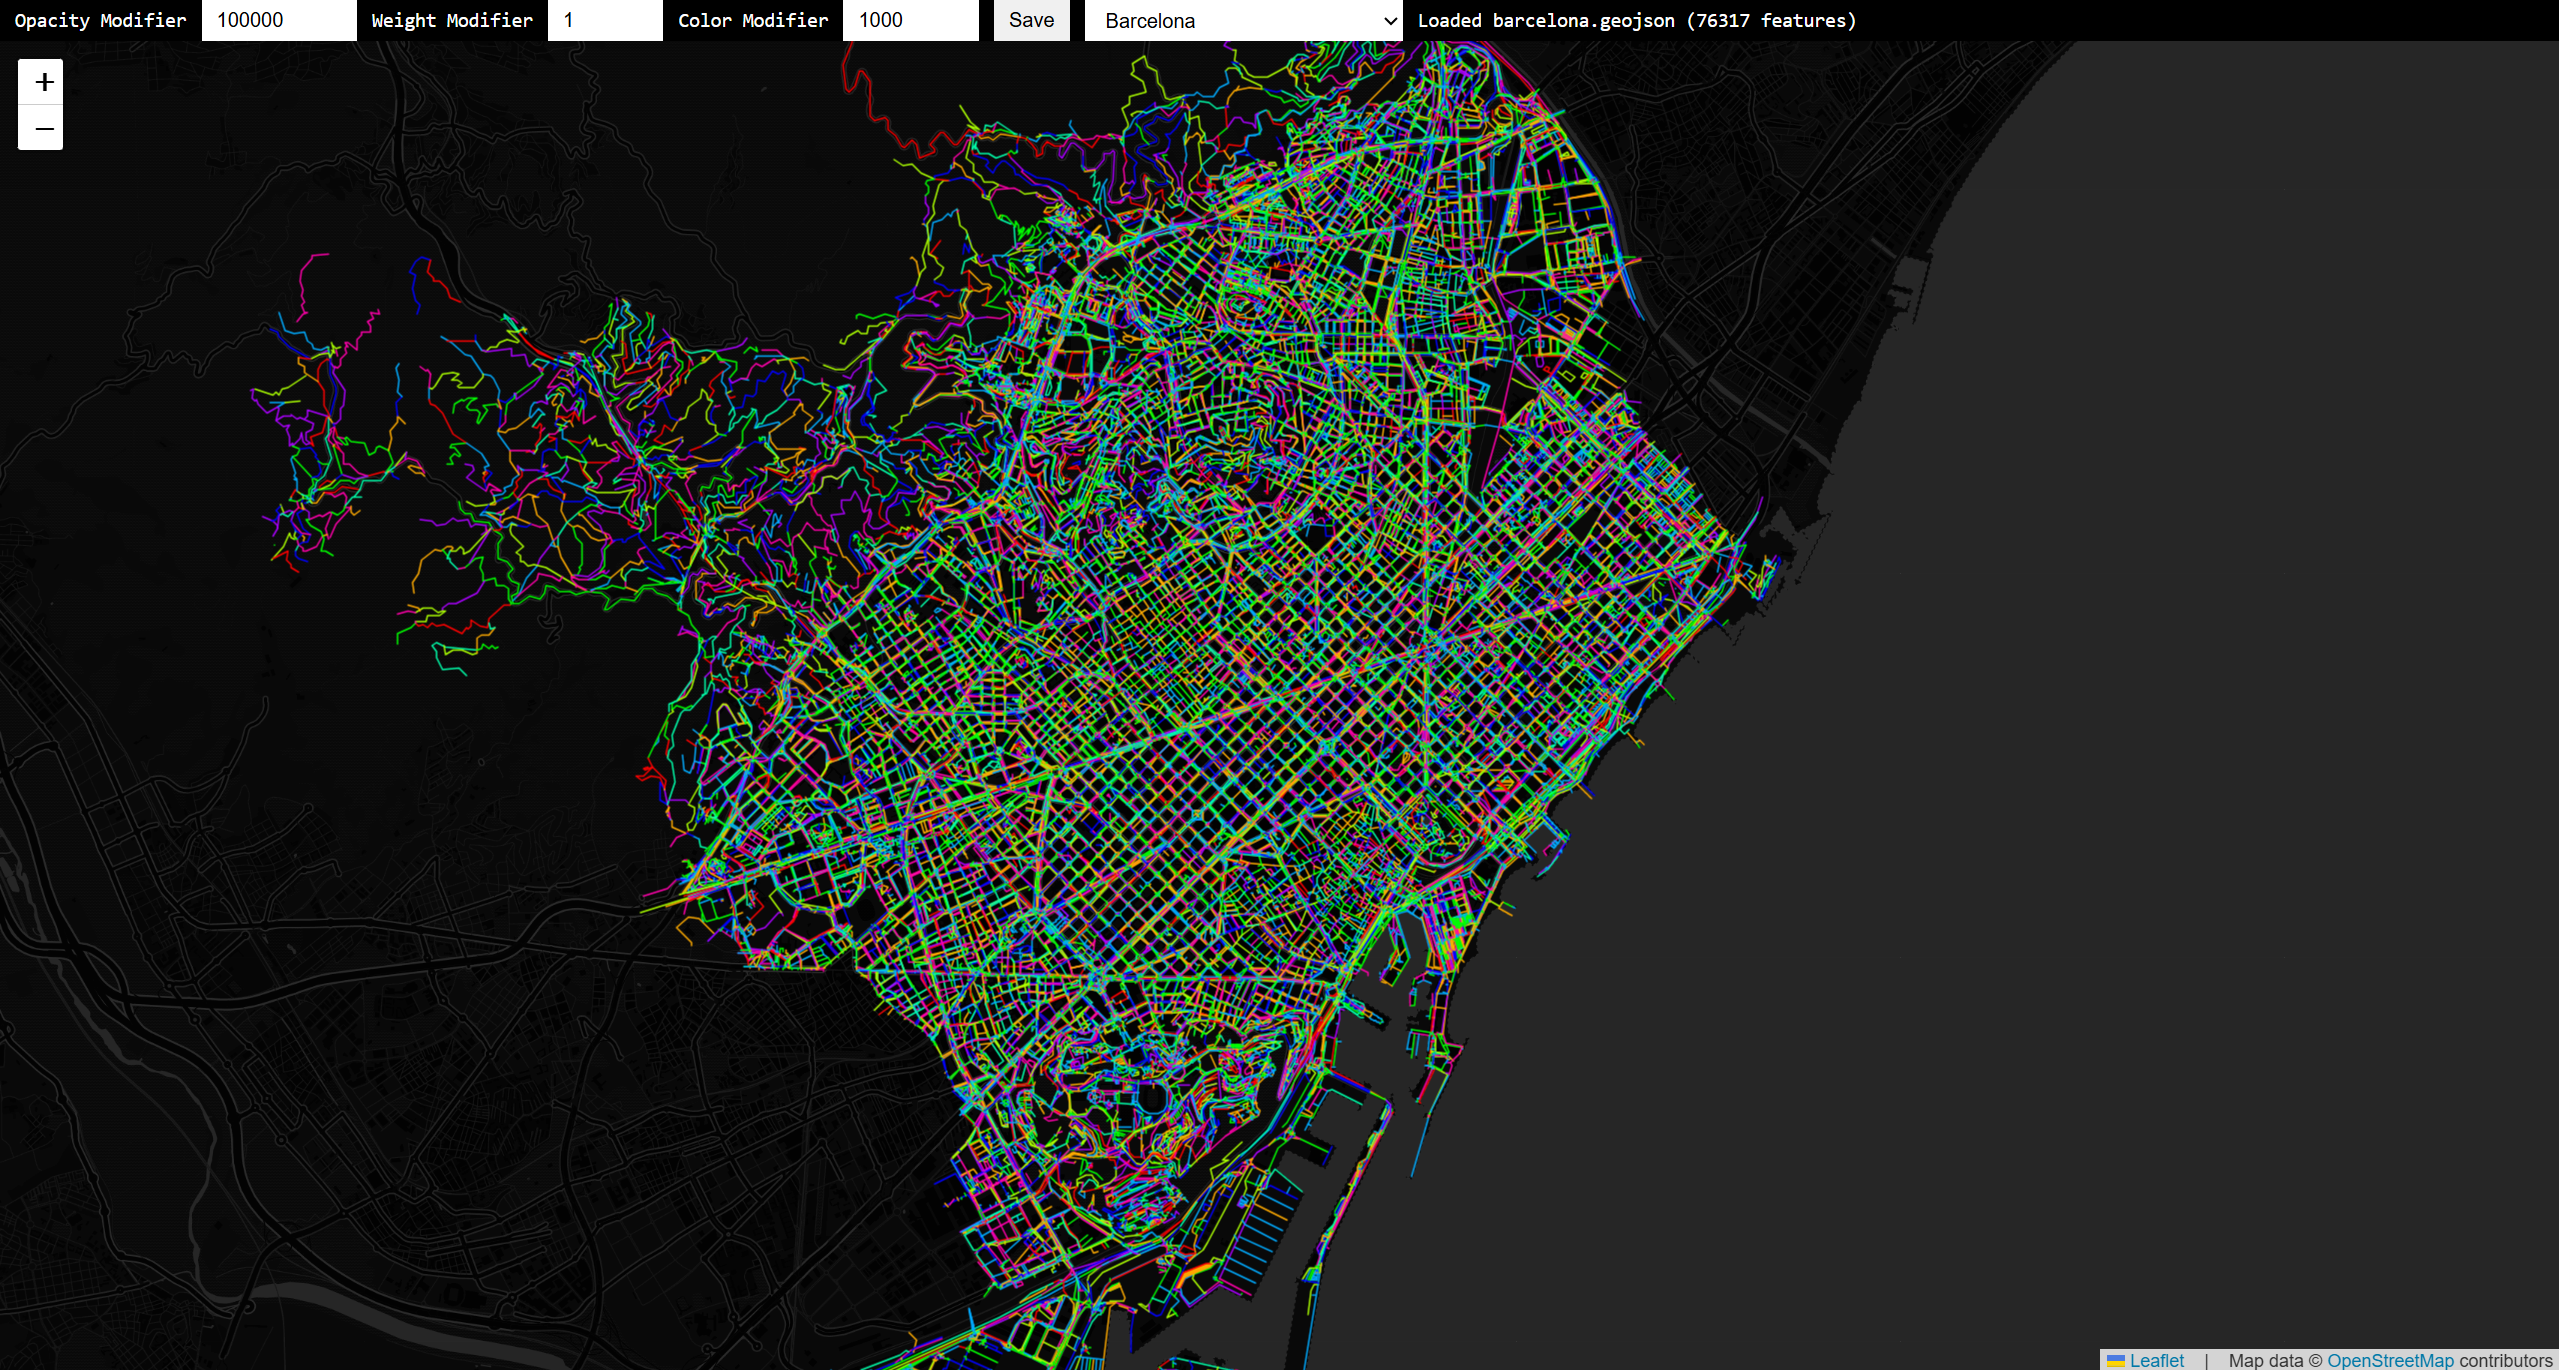 Opacity Modifier 100000 Weight Modifier 1 Color Modifier 1000 Save Barcelona Loaded barcelona.geojson (76317 features)
+
−
Leaflet | Map data © OpenStreetMap contributors